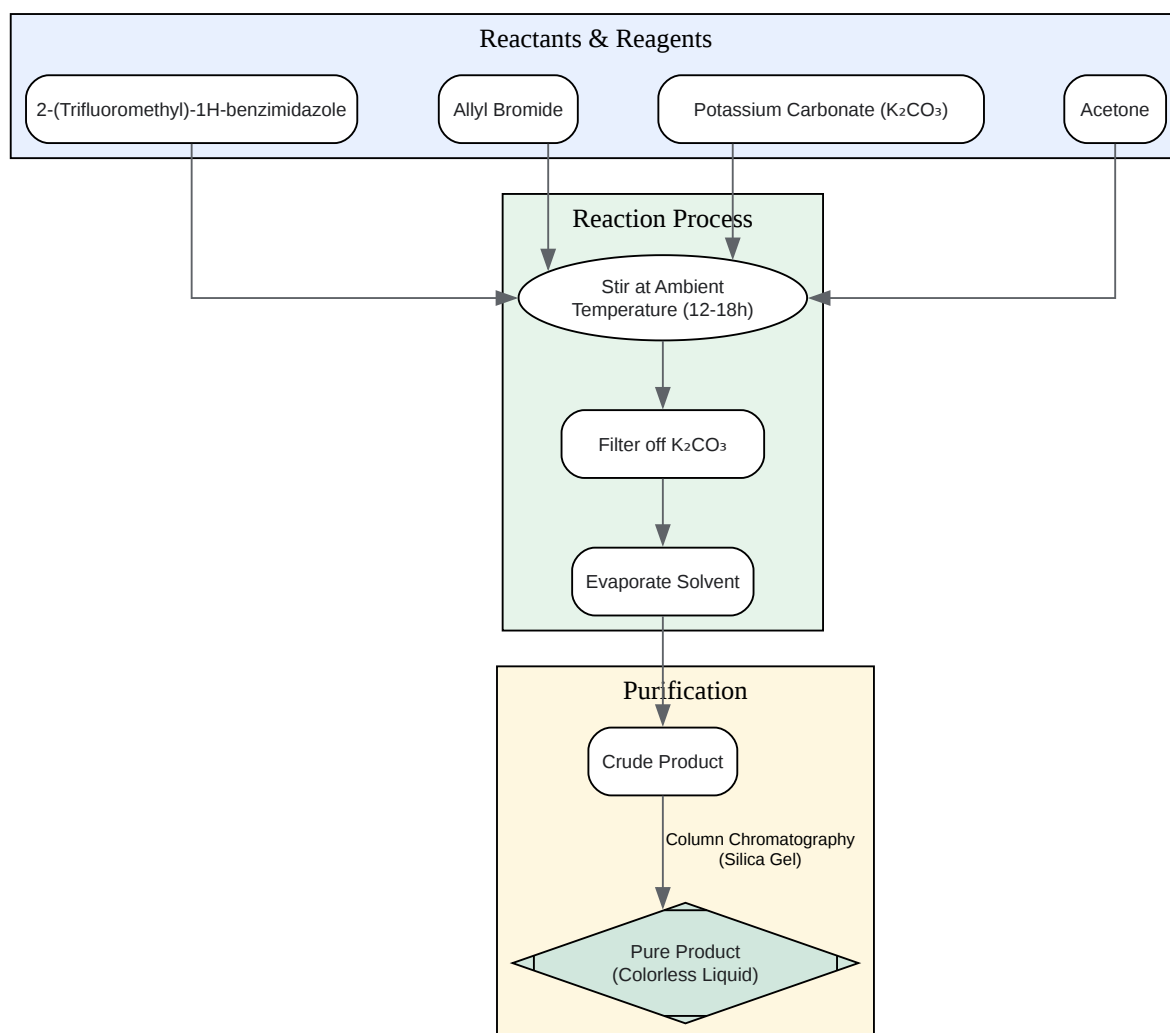 Reactants & Reagents
2-(Trifluoromethyl)-1H-benzimidazole
Allyl Bromide
Potassium Carbonate (K₂CO₃)
Acetone
Reaction Process
Stir at Ambient
Temperature (12-18h)
Filter off K₂CO₃
Evaporate Solvent
Purification
Crude Product
Column Chromatography
(Silica Gel)
Pure Product
(Colorless Liquid)